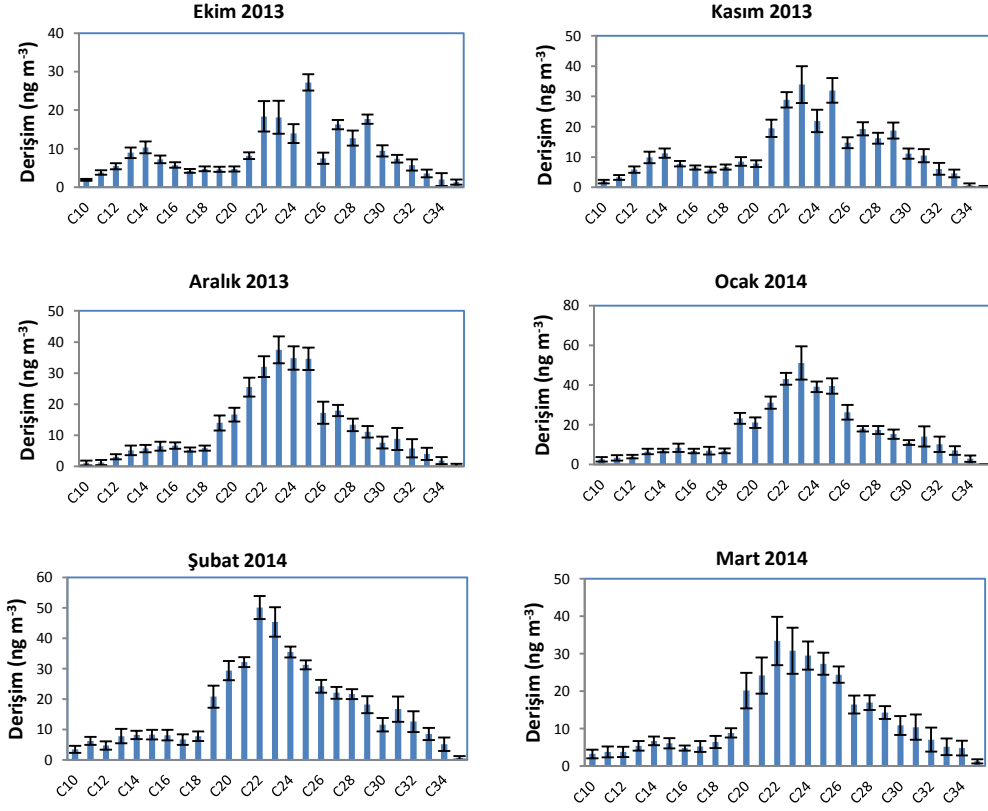 Ekim 2013
Derişim (ng m-3)
40
30
20
10
0
C10 C12 C14 C16 C18 C20 C22 C24 C26 C28 C30 C32 C34
Kasım 2013
Derişim (ng m-3)
50
40
30
20
10
0
C10 C12 C14 C16 C18 C20 C22 C24 C26 C28 C30 C32 C34
Aralık 2013
Derişim (ng m-3)
50
40
30
20
10
0
C10 C12 C14 C16 C18 C20 C22 C24 C26 C28 C30 C32 C34
Ocak 2014
Derişim (ng m-3)
80
60
40
20
0
C10 C12 C14 C16 C18 C20 C22 C24 C26 C28 C30 C32 C34
Şubat 2014
Derişim (ng m-3)
60
50
40
30
20
10
0
C10 C12 C14 C16 C18 C20 C22 C24 C26 C28 C30 C32 C34
Mart 2014
Derişim (ng m-3)
50
40
30
20
10
0
C10 C12 C14 C16 C18 C20 C22 C24 C26 C28 C30 C32 C34